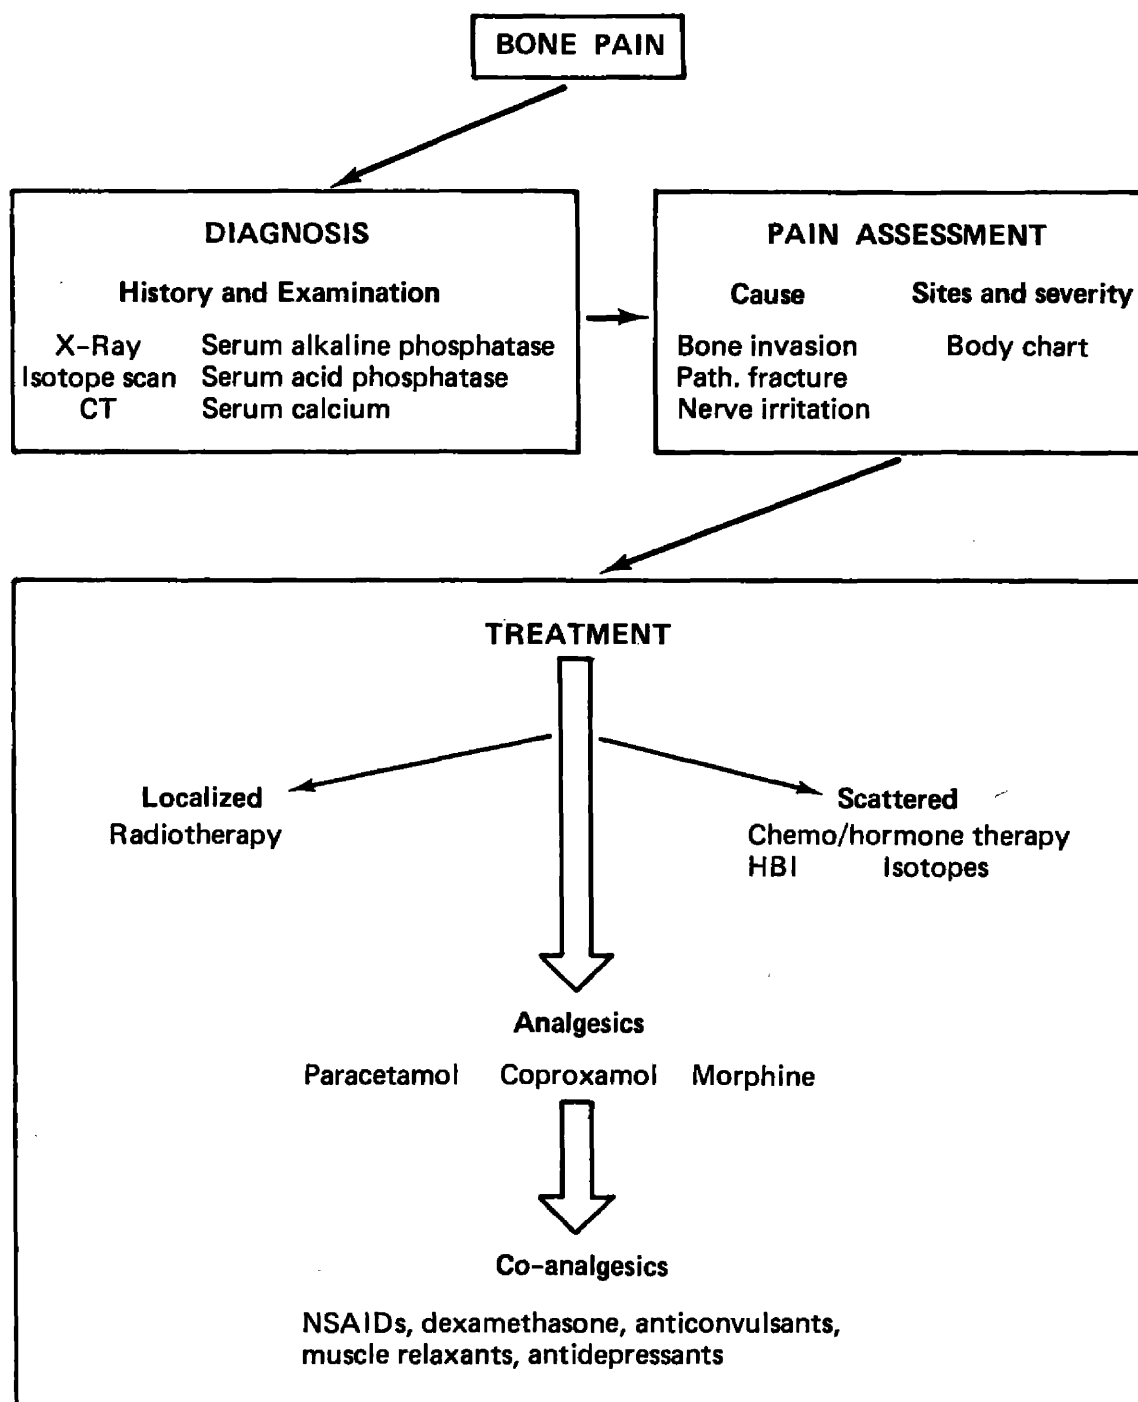 BONE PAIN
DIAGNOSIS
History and Examination
X-Ray Serum alkaline phosphatase
Isotope scan Serum acid phosphatase
CT Serum calcium
PAIN ASSESSMENT
Cause Sites and severity
Bone invasion Body chart
Path. fracture
Nerve irritation
TREATMENT
Localized
Radiotherapy
Scattered
Chemo/hormone therapy
HBI Isotopes
Analgesics
Paracetamol Coproxamol Morphine
Co-analgesics
NSAIDs, dexamethasone, anticonvulsants,
muscle relaxants, antidepressants